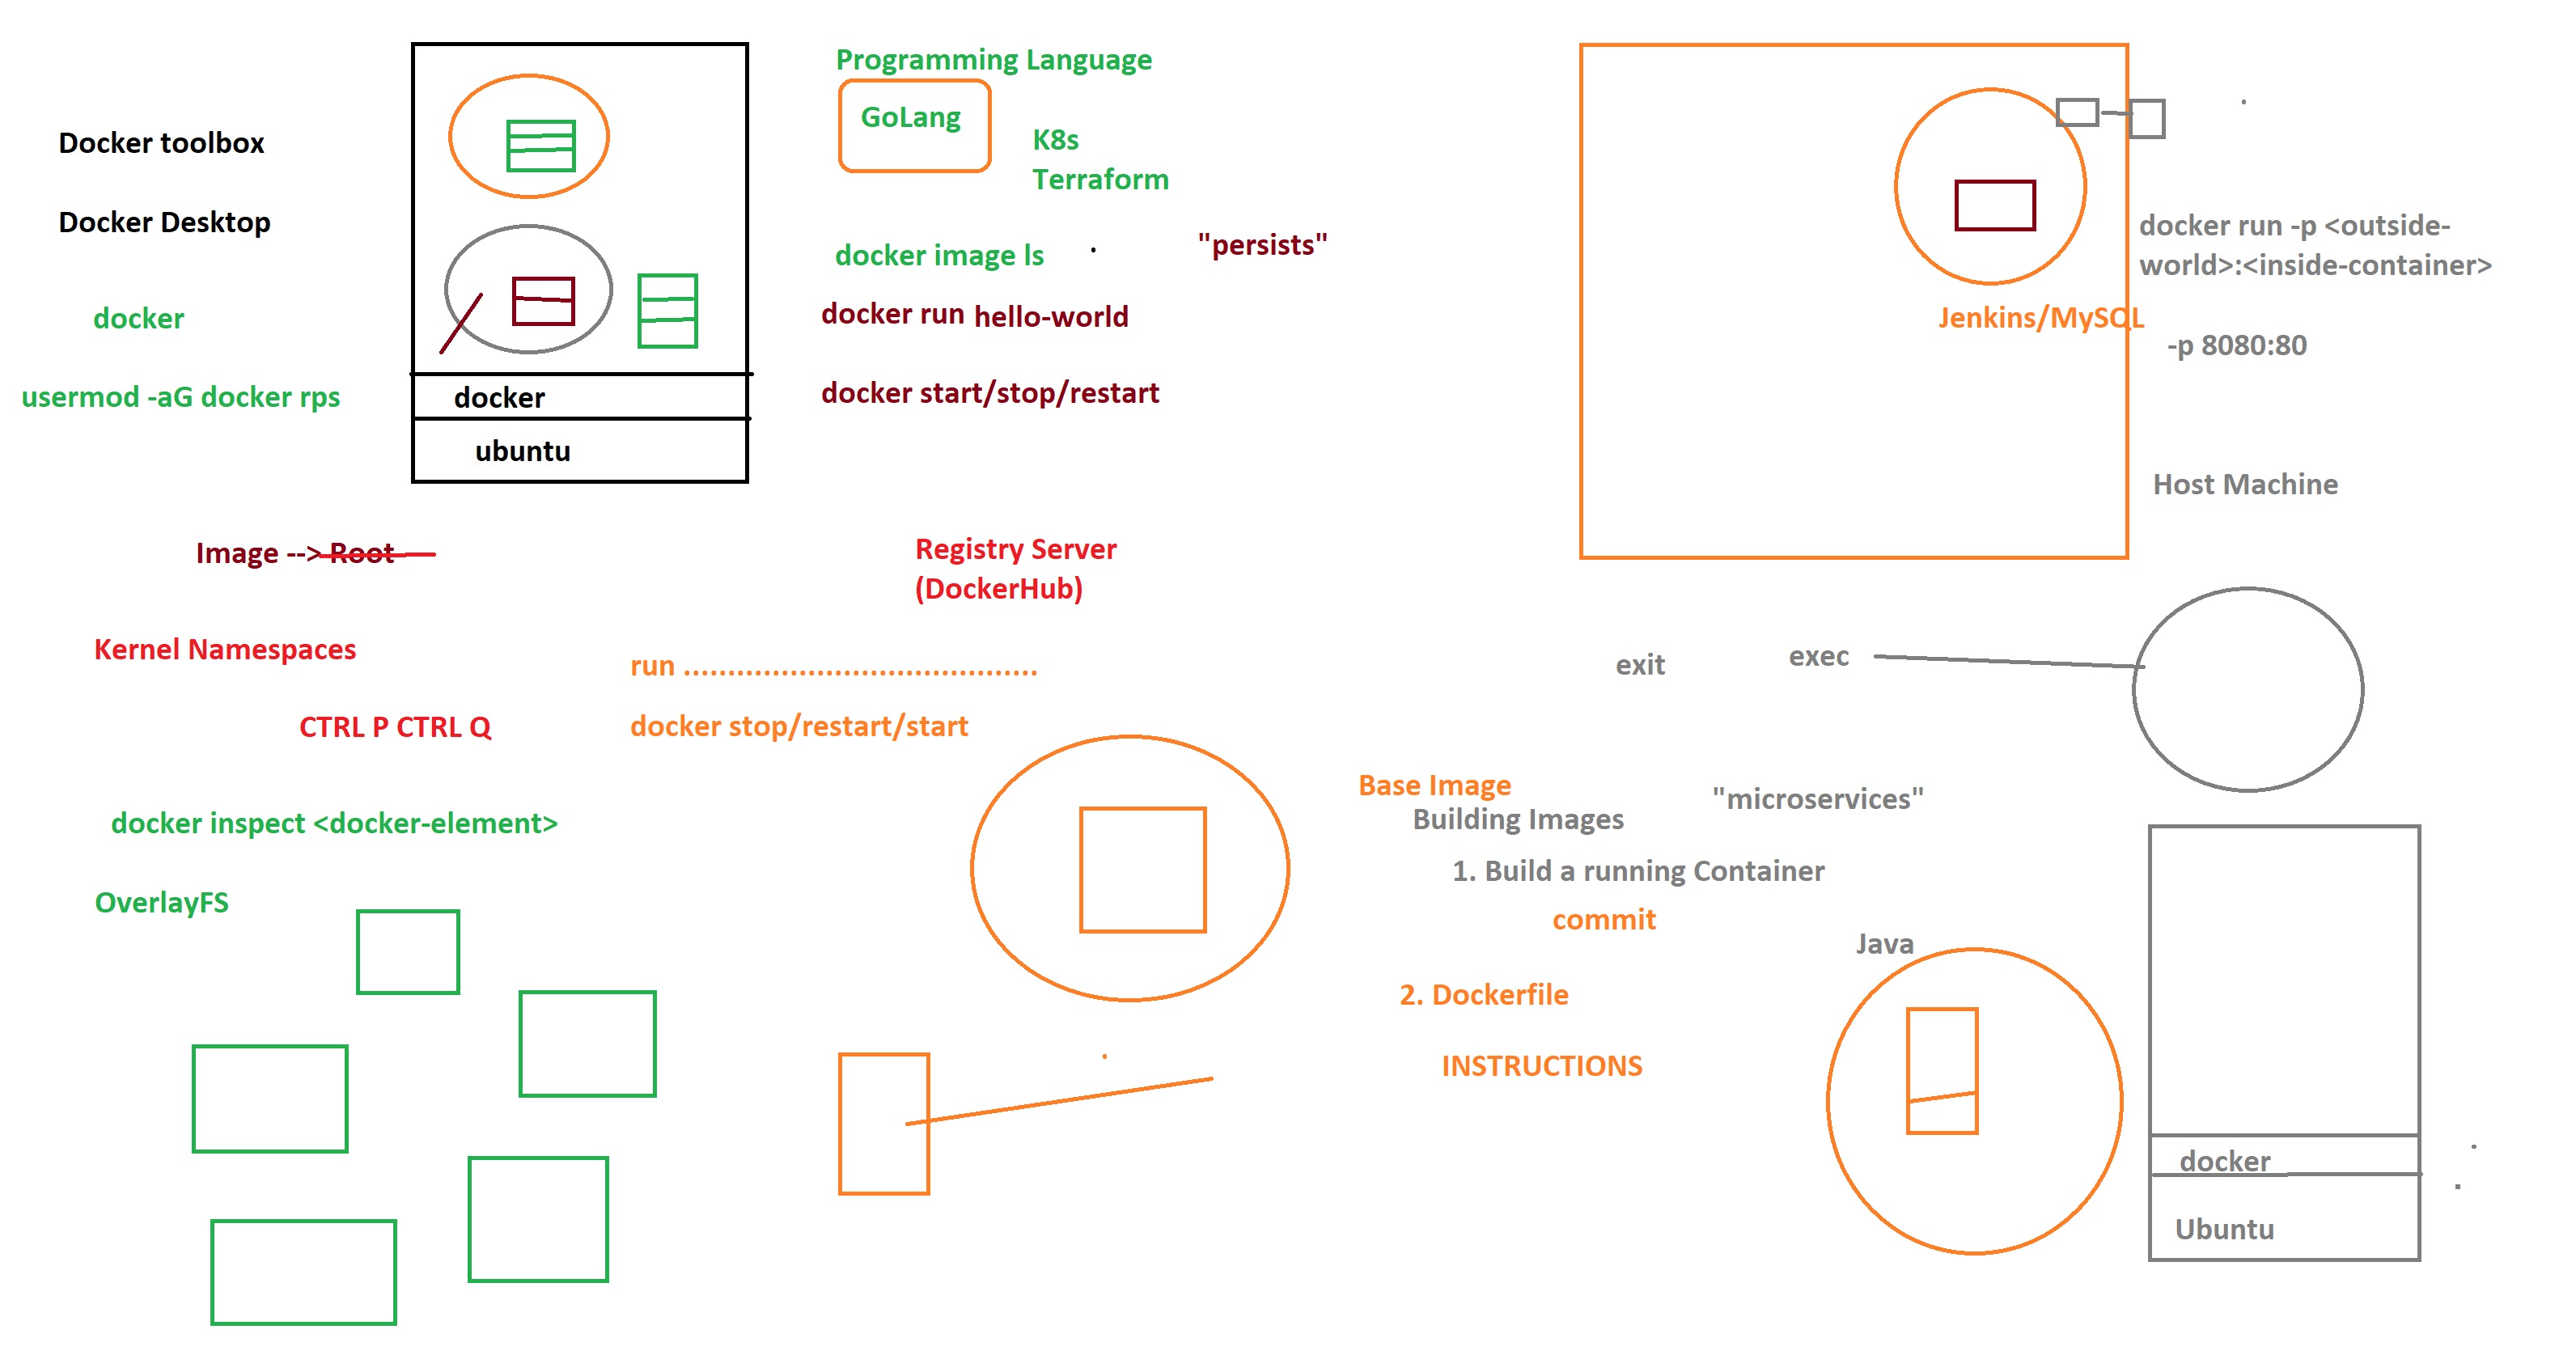 Docker toolbox
Docker Desktop
docker
usermod -aG docker rps
docker
ubuntu
Programming Language
GoLang
K8s
Terraform
docker image ls
"persists"
docker run hello-world
docker start/stop/restart
Jenkins/MySQL
docker run -p <outside-
world>:<inside-container>
-p 8080:80
Host Machine
Image --> Root
Kernel Namespaces
CTRL P CTRL Q
docker inspect <docker-element>
OverlayFS
Registry Server
(DockerHub)
run ..........................................
docker stop/restart/start
exit
exec
Base Image
Building Images
"microservices"
1. Build a running Container
commit
2. Dockerfile
INSTRUCTIONS
Java
docker
Ubuntu